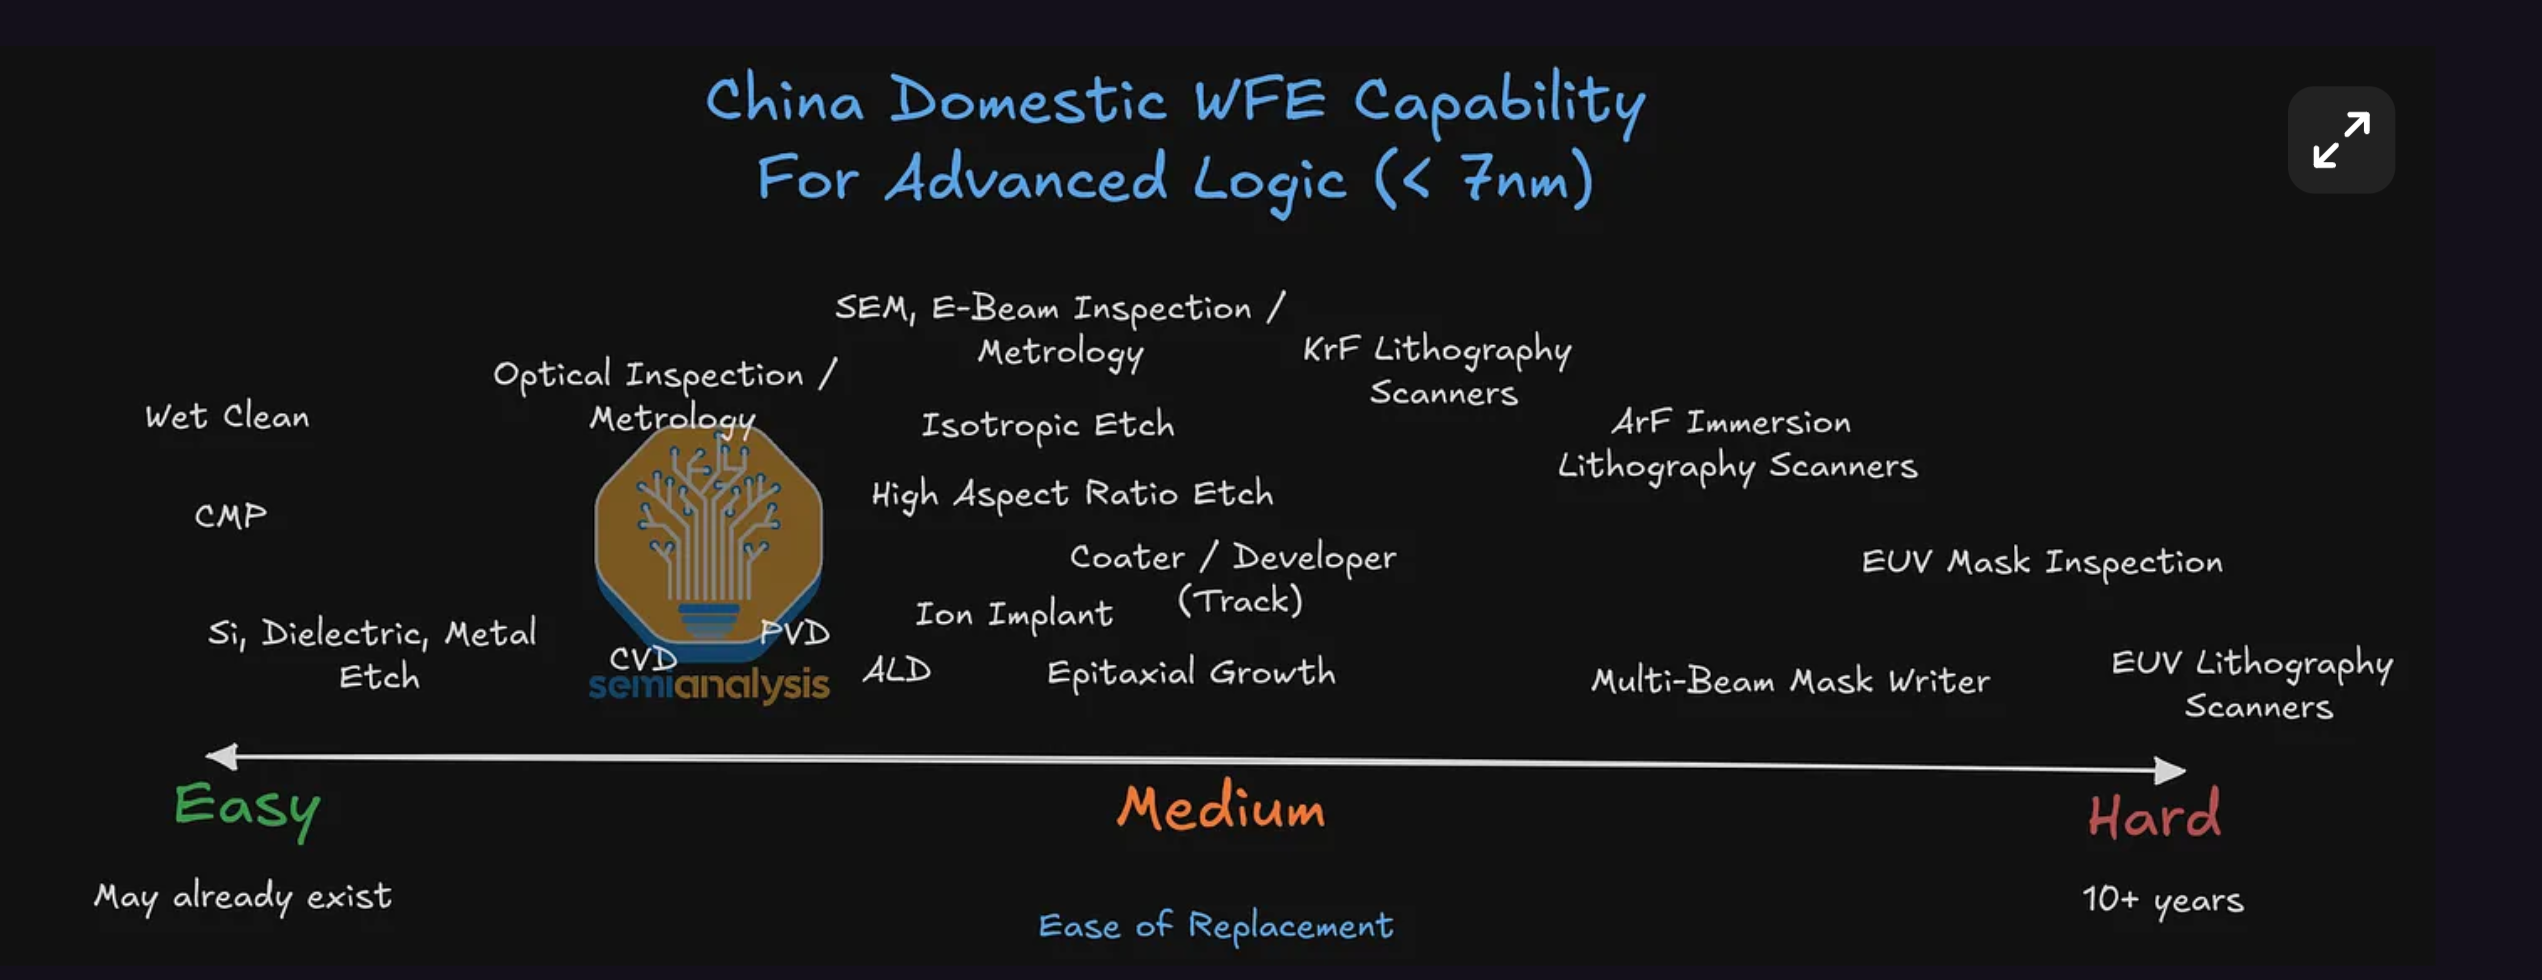 China Domestic WFE Capability
For Advanced Logic (< 7nm)
SEM, E-Beam Inspection /
Metrology
KrF Lithography
Scanners
Optical Inspection /
Metrology
Wet Clean
Isotropic Etch
ArF Immersion
Lithography Scanners
High Aspect Ratio Etch
CMP
Coater / Developer
(Track)
EUV Mask Inspection
Ion Implant
Si, Dielectric, Metal
Etch
PVD
CVD
ALD
Epitaxial Growth
Multi-Beam Mask Writer
EUV Lithography
Scanners
semianalysis
Easy
Medium
Hard
May already exist
10+ years
Ease of Replacement